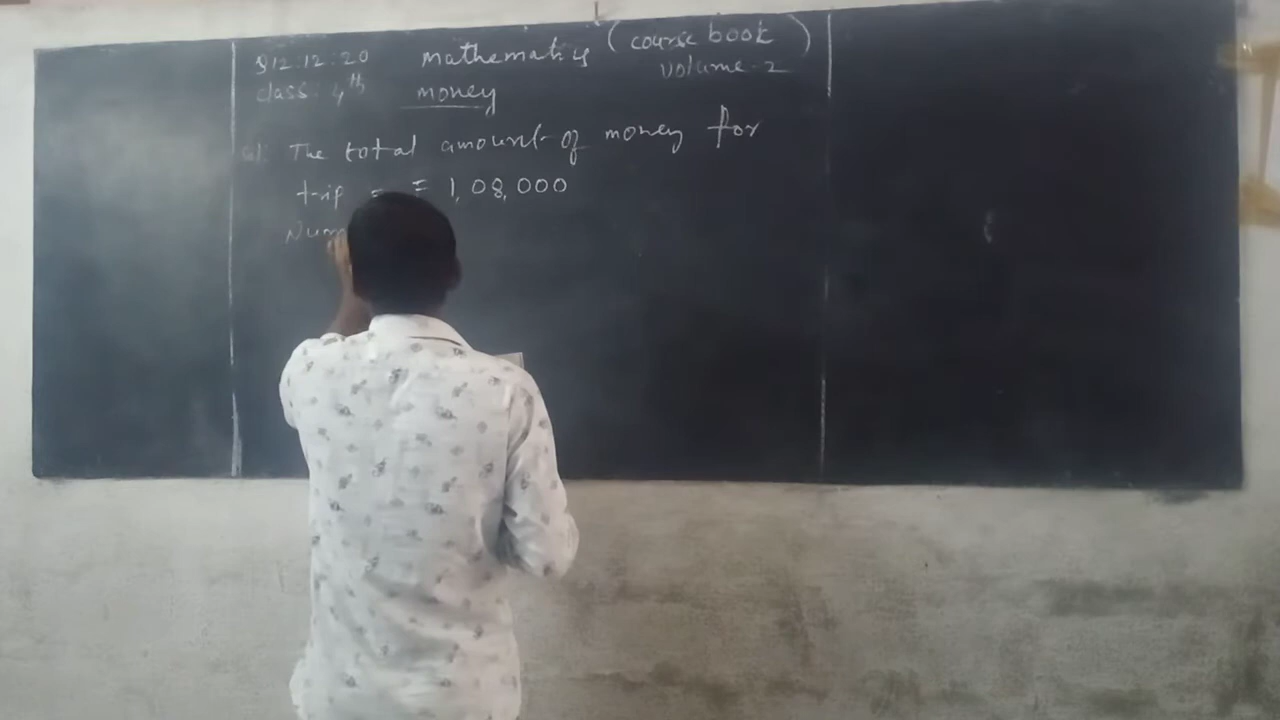 12:12:20 mathematics (course book)
volume-2
class: 4th money
The total amount of money for
trip = ₹ 1,08,000
Num